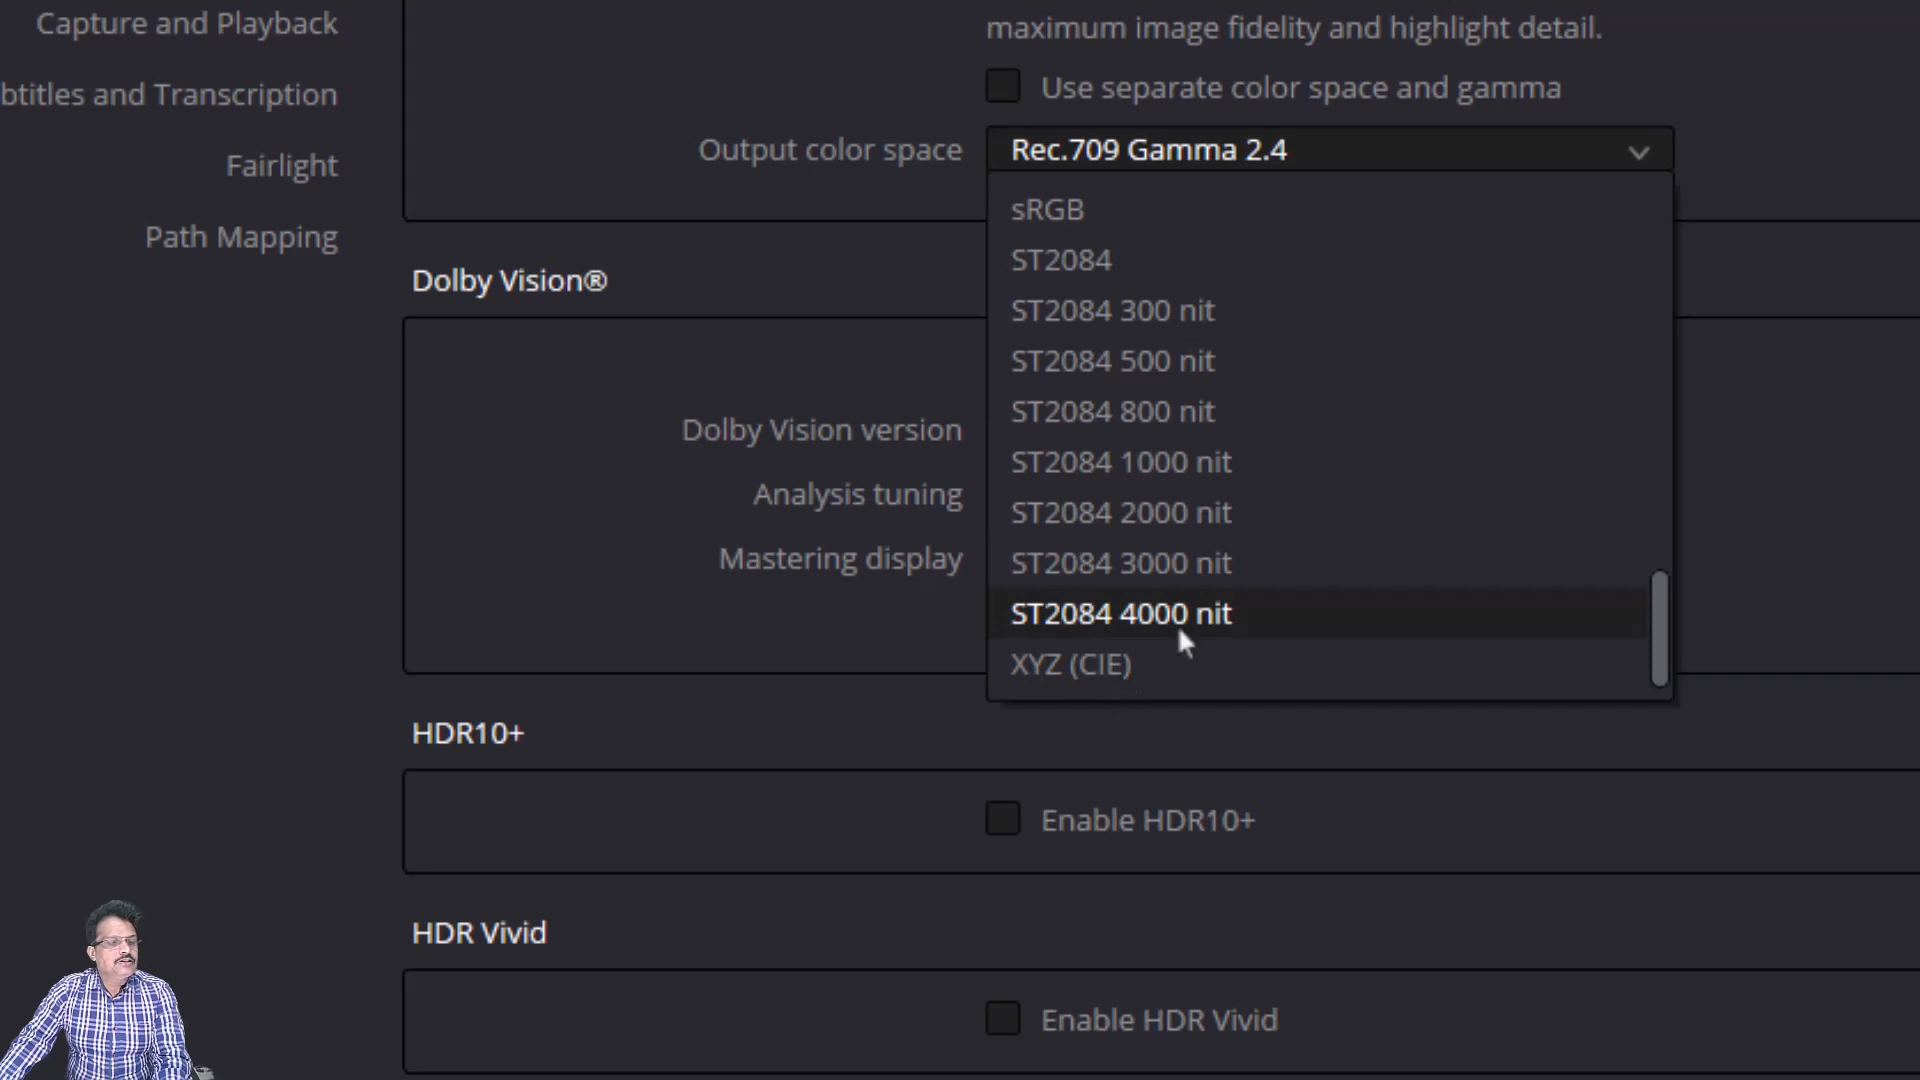 Capture and Playback
btitles and Transcription
Fairlight
Path Mapping
maximum image fidelity and highlight detail.
Use separate color space and gamma
Output color space
Rec.709 Gamma 2.4
sRGB
ST2084
ST2084 300 nit
ST2084 500 nit
ST2084 800 nit
ST2084 1000 nit
ST2084 2000 nit
ST2084 3000 nit
ST2084 4000 nit
XYZ (CIE)
Dolby Vision®
Dolby Vision version
Analysis tuning
Mastering display
HDR10+
Enable HDR10+
HDR Vivid
Enable HDR Vivid